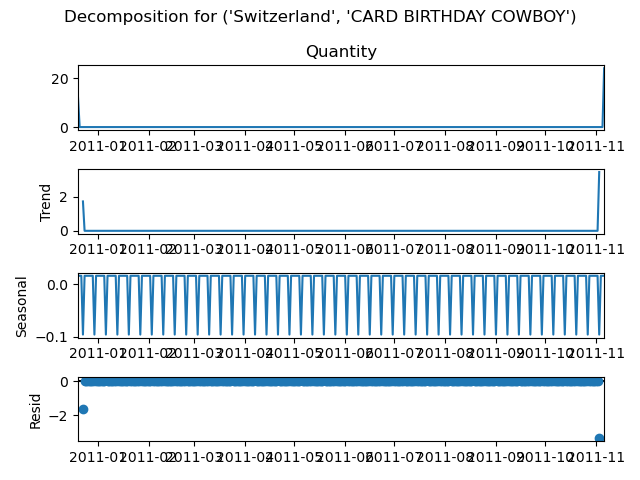 Decomposition for ('Switzerland', 'CARD BIRTHDAY COWBOY')
Quantity
20
0
2011-01 2011-02 2011-03 2011-04 2011-05 2011-06 2011-07 2011-08 2011-09 2011-10 2011-11
Trend
2
0
2011-01 2011-02 2011-03 2011-04 2011-05 2011-06 2011-07 2011-08 2011-09 2011-10 2011-11
Seasonal
0.0
−0.1
2011-01 2011-02 2011-03 2011-04 2011-05 2011-06 2011-07 2011-08 2011-09 2011-10 2011-11
Resid
0
−2
2011-01 2011-02 2011-03 2011-04 2011-05 2011-06 2011-07 2011-08 2011-09 2011-10 2011-11